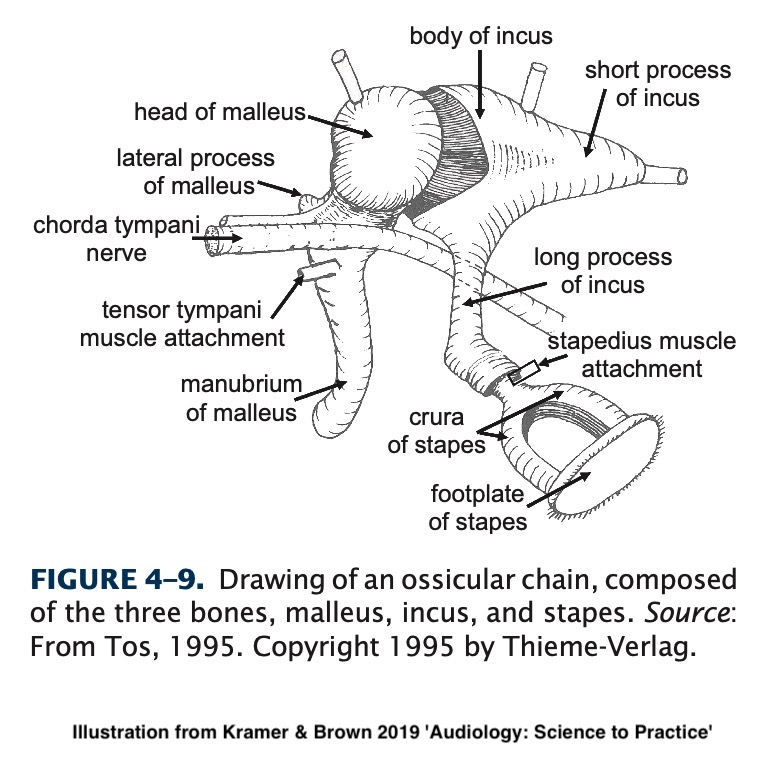 body of incus
short process
of incus
head of malleus
lateral process
of malleus
chorda tympani
nerve
long process
of incus
tensor tympani
muscle attachment
stapedius muscle
attachment
manubrium
of malleus
crura
of stapes
footplate
of stapes
FIGURE 4–9. Drawing of an ossicular chain, composed
of the three bones, malleus, incus, and stapes. Source:
From Tos, 1995. Copyright 1995 by Thieme-Verlag.
Illustration from Kramer & Brown 2019 'Audiology: Science to Practice'